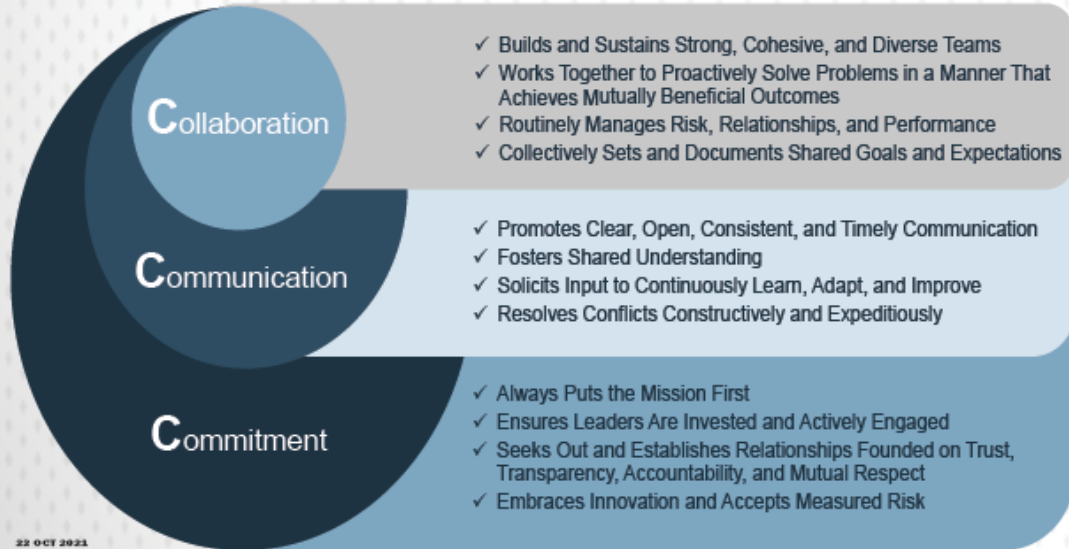 Collaboration
✓ Builds and Sustains Strong, Cohesive, and Diverse Teams
✓ Works Together to Proactively Solve Problems in a Manner That
Achieves Mutually Beneficial Outcomes
✓ Routinely Manages Risk, Relationships, and Performance
✓ Collectively Sets and Documents Shared Goals and Expectations
Communication
✓ Promotes Clear, Open, Consistent, and Timely Communication
✓ Fosters Shared Understanding
✓ Solicits Input to Continuously Learn, Adapt, and Improve
✓ Resolves Conflicts Constructively and Expeditiously
Commitment
✓ Always Puts the Mission First
✓ Ensures Leaders Are Invested and Actively Engaged
✓ Seeks Out and Establishes Relationships Founded on Trust,
Transparency, Accountability, and Mutual Respect
✓ Embraces Innovation and Accepts Measured Risk
22 OCT 2021